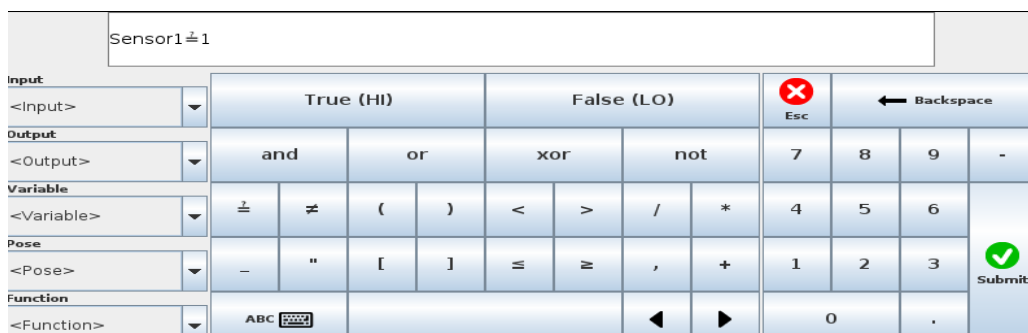 Sensor1≟1
Input
<Input>
True (HI)
False (LO)
Esc
Backspace
Output
<Output>
and
or
xor
not
7
8
9
-
Variable
<Variable>
≟
≠
(
)
<
>
/
*
4
5
6
Pose
<Pose>
_
"
[
]
≤
≥
,
+
1
2
3
Submit
Function
<Function>
ABC
0
.